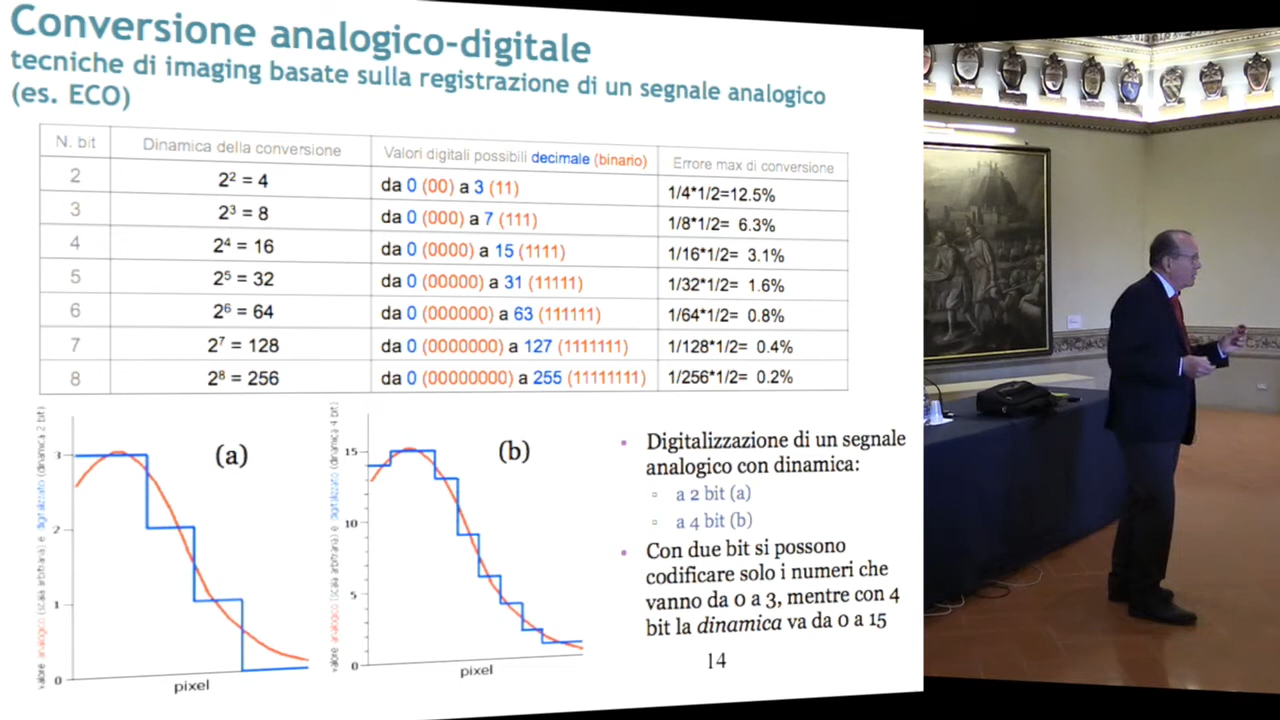 Conversione analogico-digitale
tecniche di imaging basate sulla registrazione di un segnale analogico
(es. ECO)
N. bit Dinamica della conversione Valori digitali possibili decimale (binario) Errore max di conversione
2 2² = 4 da 0 (00) a 3 (11) 1/4*1/2=12.5%
3 2³ = 8 da 0 (000) a 7 (111) 1/8*1/2= 6.3%
4 2⁴ = 16 da 0 (0000) a 15 (1111) 1/16*1/2= 3.1%
5 2⁵ = 32 da 0 (00000) a 31 (11111) 1/32*1/2= 1.6%
6 2⁶ = 64 da 0 (000000) a 63 (111111) 1/64*1/2= 0.8%
7 2⁷ = 128 da 0 (0000000) a 127 (1111111) 1/128*1/2= 0.4%
8 2⁸ = 256 da 0 (00000000) a 255 (11111111) 1/256*1/2= 0.2%
valore analogico (scala arbitraria) e digitalizzato (dinamica 2 bit)
(a)
3
2
1
0
pixel
valore analogico (scala arbitraria) e digitalizzato (dinamica 4 bit)
(b)
15
10
5
0
pixel
• Digitalizzazione di un segnale
analogico con dinamica:
▫ a 2 bit (a)
▫ a 4 bit (b)
• Con due bit si possono
codificare solo i numeri che
vanno da 0 a 3, mentre con 4
bit la dinamica va da 0 a 15
14